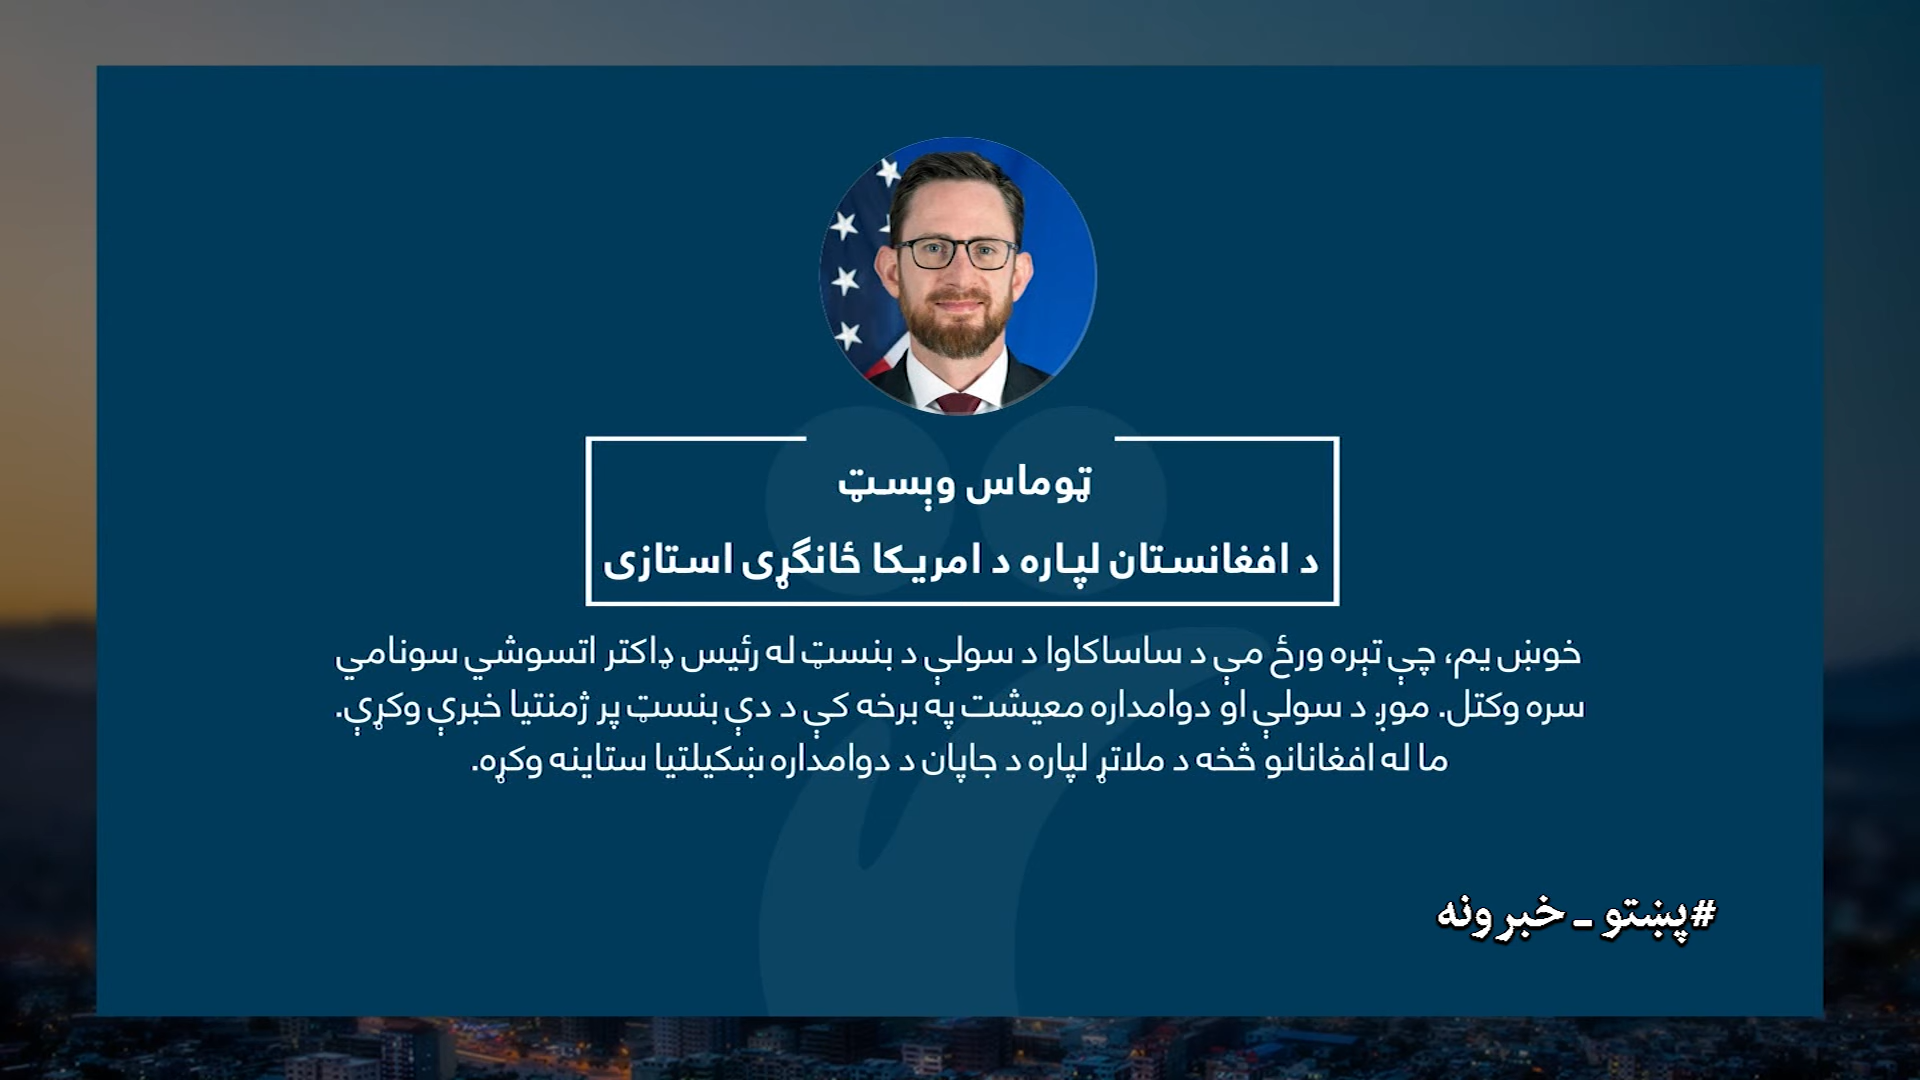 ټوماس وېسټ
د افغانستان لپاره د امریکا ځانګړی استازی
خوښ یم، چې تېره ورځ مې د ساساکاوا د سولې د بنسټ له رئیس ډاکتر اتسوشي سونامي
سره وکتل. موږ د سولې او دوامداره معیشت په برخه کې د دې بنسټ پر ژمنتیا خبرې وکړې.
ما له افغانانو څخه د ملاتړ لپاره د جاپان د دوامداره ښکیلتیا ستاینه وکړه.
#پښتو ـ خبرونه